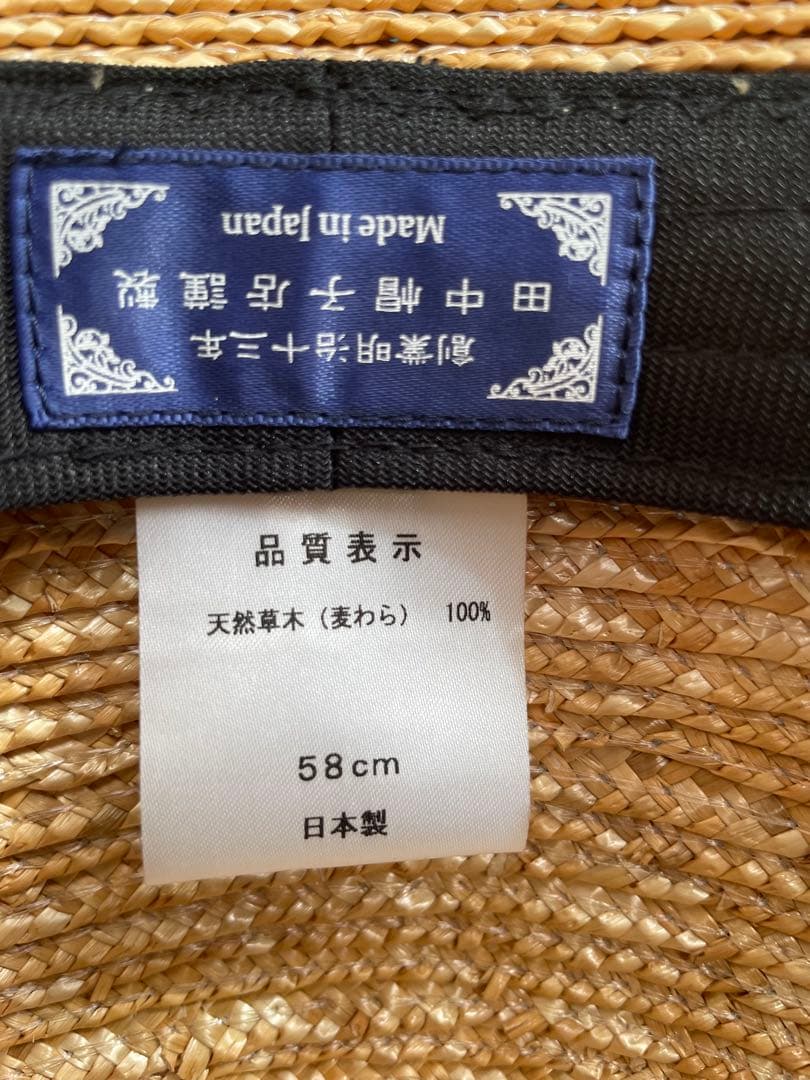 創業明治十三年
田中帽子店謹製
Made in Japan
品質表示
天然草木（麦わら） 100%
58cm
日本製